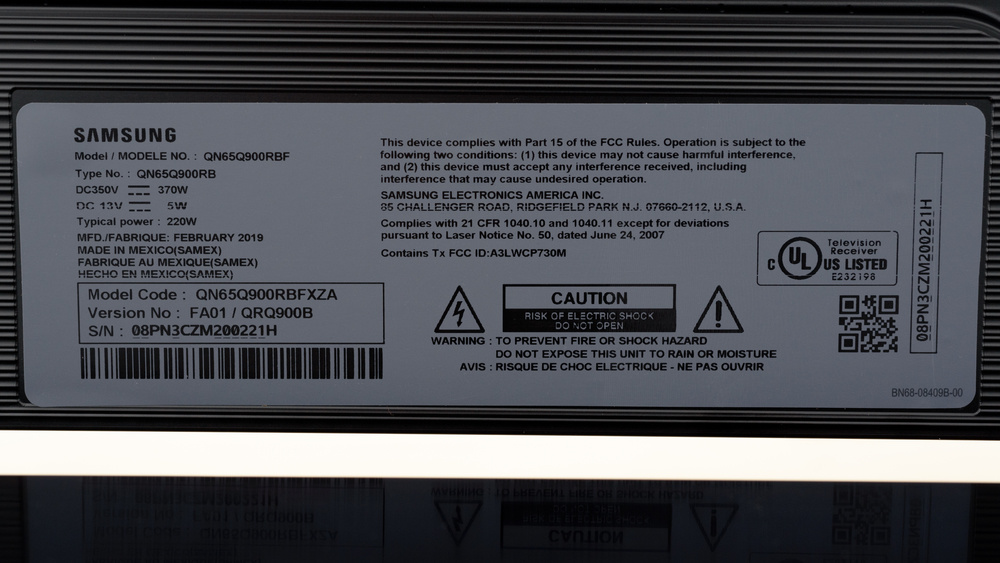 SAMSUNG
Model / MODELE NO. : QN65Q900RBF
Type No. : QN65Q900RB
DC350V 370W
DC 13V 5W
Typical power : 220W
MFD./FABRIQUE: FEBRUARY 2019
MADE IN MEXICO(SAMEX)
FABRIQUE AU MEXIQUE(SAMEX)
HECHO EN MEXICO(SAMEX)
Model Code : QN65Q900RBFXZA
Version No : FA01 / QRQ900B
S/N : 08PN3CZM200221H
This device complies with Part 15 of the FCC Rules. Operation is subject to the
following two conditions: (1) this device may not cause harmful interference,
and (2) this device must accept any interference received, including
interference that may cause undesired operation.
SAMSUNG ELECTRONICS AMERICA INC.
85 CHALLENGER ROAD, RIDGEFIELD PARK N.J. 07660-2112, U.S.A.
Complies with 21 CFR 1040.10 and 1040.11 except for deviations
pursuant to Laser Notice No. 50, dated June 24, 2007
Contains Tx FCC ID:A3LWCP730M
CAUTION
RISK OF ELECTRIC SHOCK
DO NOT OPEN
WARNING : TO PREVENT FIRE OR SHOCK HAZARD
DO NOT EXPOSE THIS UNIT TO RAIN OR MOISTURE
AVIS : RISQUE DE CHOC ELECTRIQUE - NE PAS OUVRIR
Television
Receiver
C UL US LISTED
E232198
08PN3CZM200221H
BN68-08409B-00